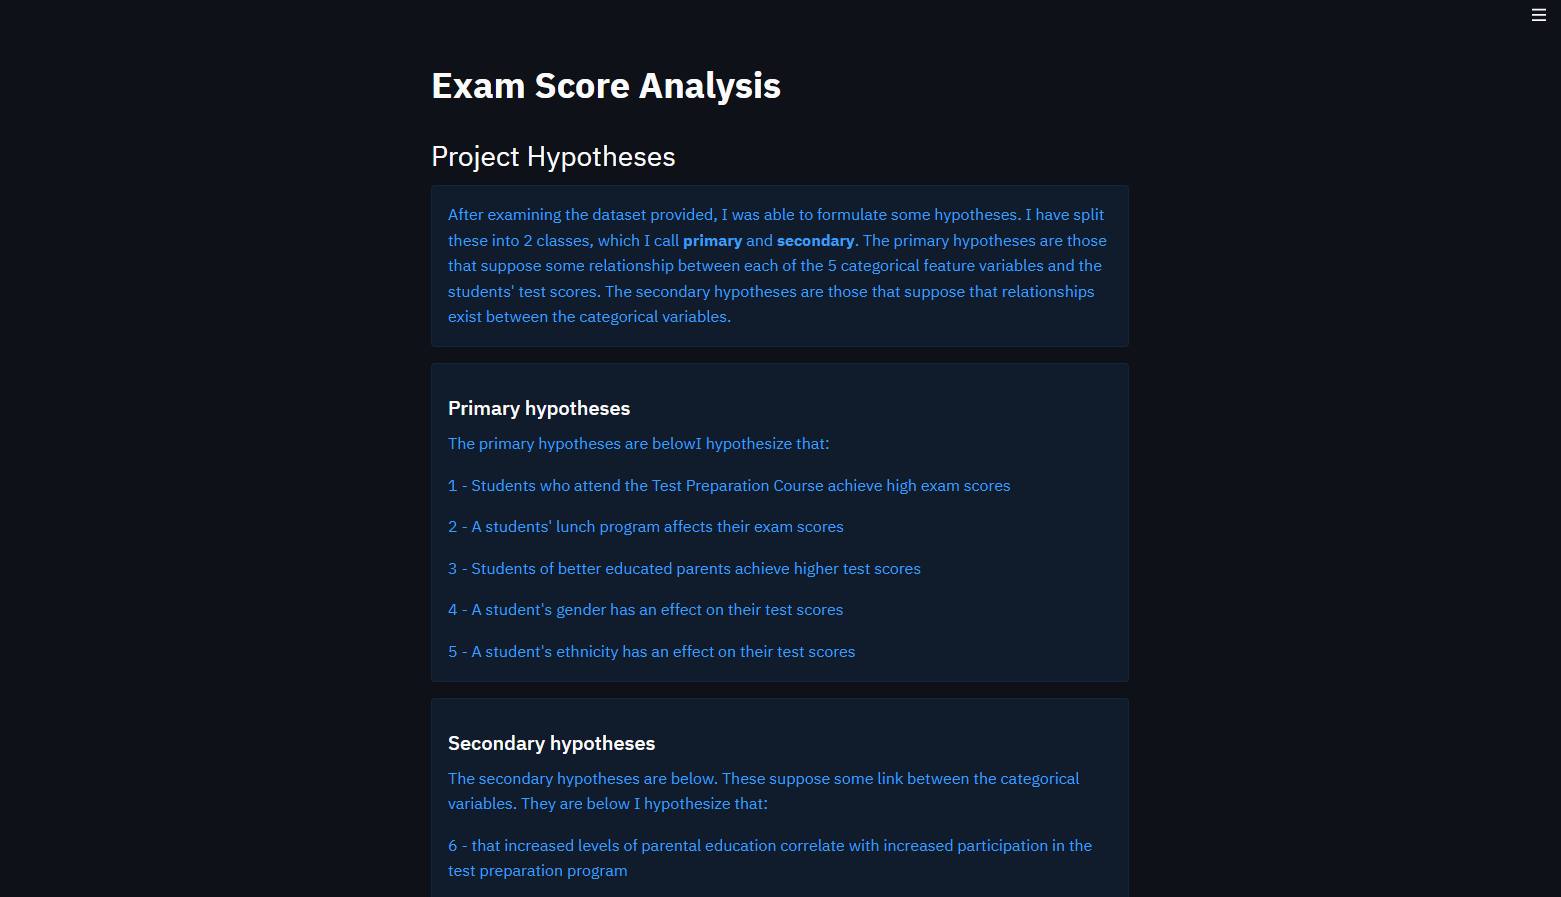 Exam Score Analysis
Project Hypotheses
After examining the dataset provided, I was able to formulate some hypotheses. I have split
these into 2 classes, which I call primary and secondary. The primary hypotheses are those
that suppose some relationship between each of the 5 categorical feature variables and the
students' test scores. The secondary hypotheses are those that suppose that relationships
exist between the categorical variables.
Primary hypotheses
The primary hypotheses are belowI hypothesize that:
1 - Students who attend the Test Preparation Course achieve high exam scores
2 - A students' lunch program affects their exam scores
3 - Students of better educated parents achieve higher test scores
4 - A student's gender has an effect on their test scores
5 - A student's ethnicity has an effect on their test scores
Secondary hypotheses
The secondary hypotheses are below. These suppose some link between the categorical
variables. They are below I hypothesize that:
6 - that increased levels of parental education correlate with increased participation in the
test preparation program